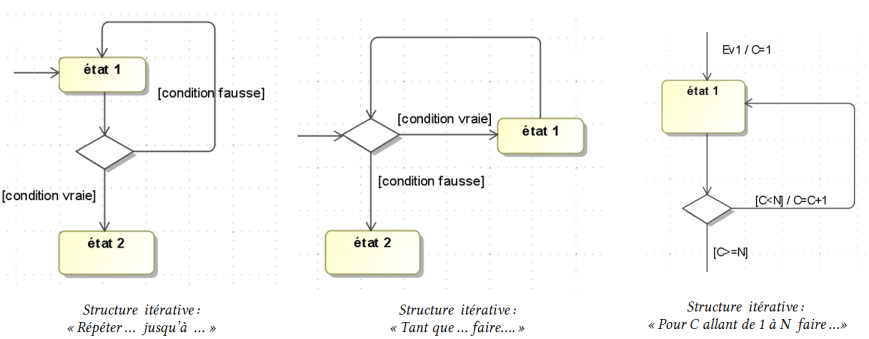 état 1
[condition fausse]
[condition vraie]
état 2
Structure itérative :
« Répéter ... jusqu'à ... »
[condition vraie]
état 1
[condition fausse]
état 2
Structure itérative :
« Tant que ... faire.... »
Ev1 / C=1
état 1
[C<N] / C=C+1
[C>=N]
Structure itérative :
« Pour C allant de 1 à N faire ...»